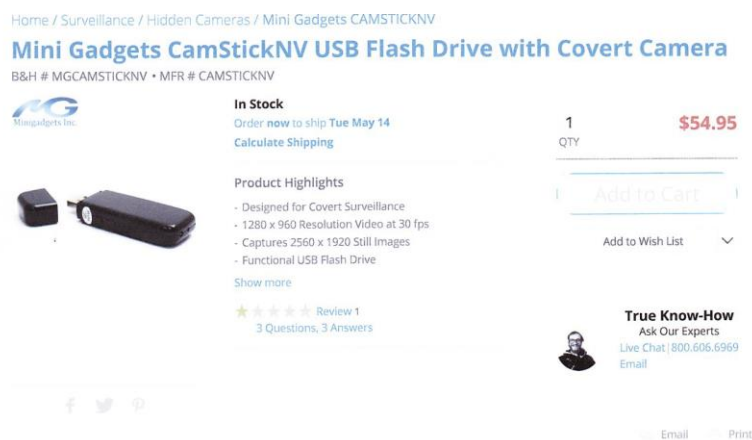 Home / Surveillance / Hidden Cameras / Mini Gadgets CAMSTICKNV
Mini Gadgets CamStickNV USB Flash Drive with Covert Camera
B&H # MGCAMSTICKNV • MFR # CAMSTICKNV
MG
Minigadgets Inc.
In Stock
Order now to ship Tue May 14
Calculate Shipping
Product Highlights
- Designed for Covert Surveillance
- 1280 x 960 Resolution Video at 30 fps
- Captures 2560 x 1920 Still Images
- Functional USB Flash Drive
Show more
Review 1
3 Questions, 3 Answers
1
QTY
$54.95
Add to Cart
Add to Wish List
True Know-How
Ask Our Experts
Live Chat|800.606.6969
Email
Email
Print